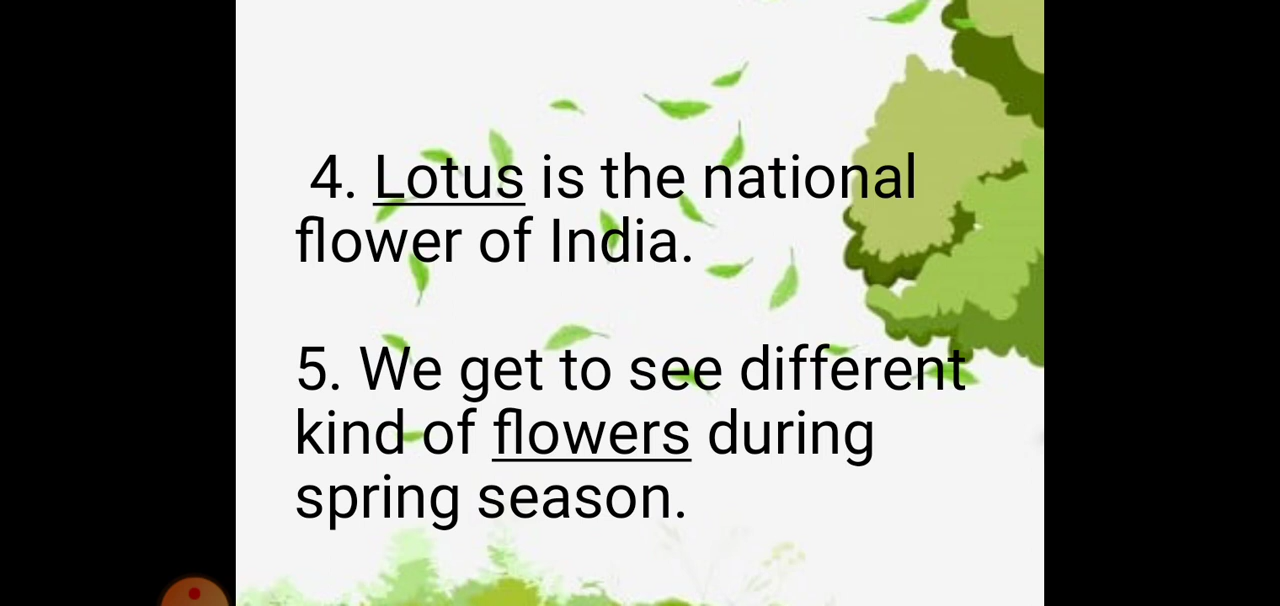 4. Lotus is the national
flower of India.
5. We get to see different
kind of flowers during
spring season.